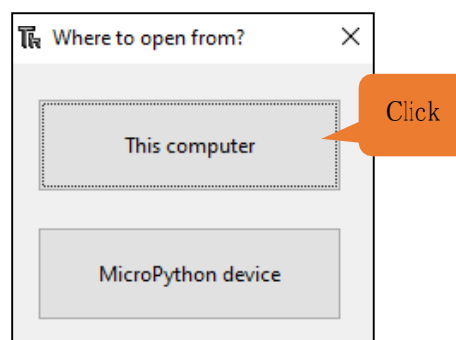 Where to open from?
Click
This computer
MicroPython device